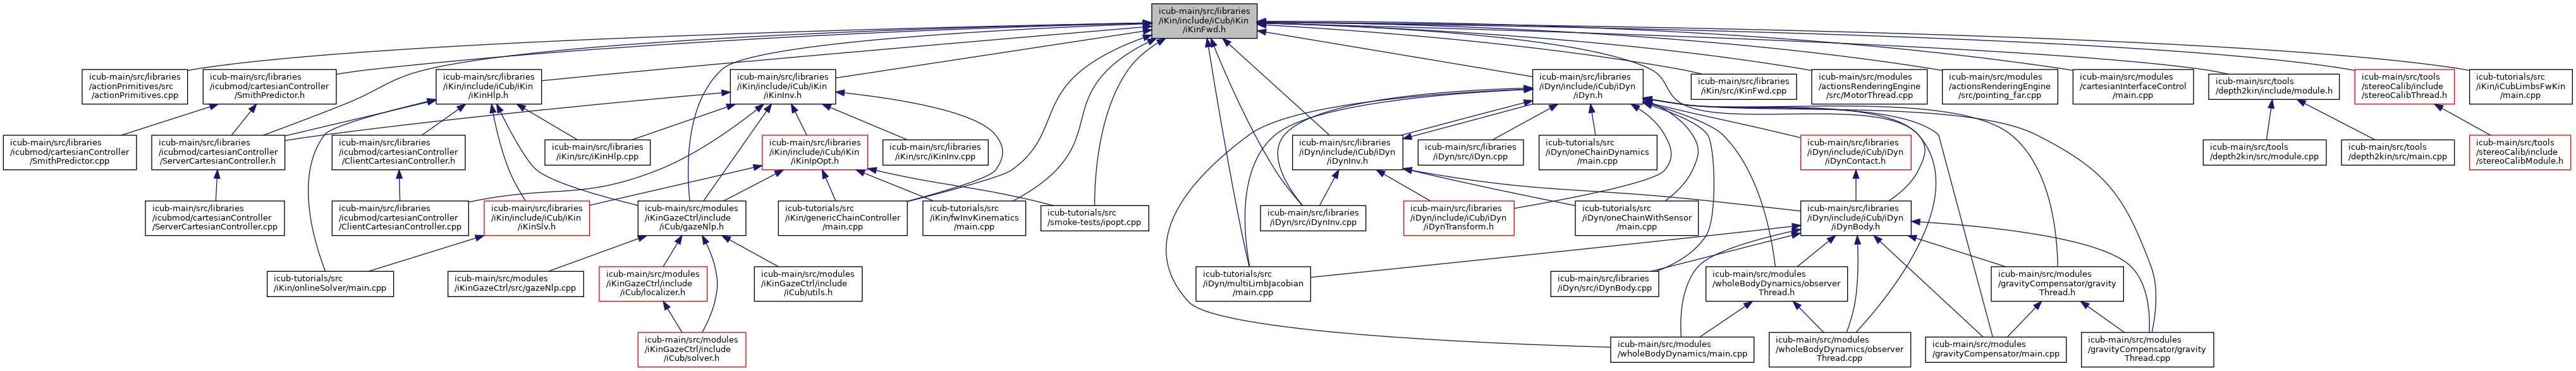 icub-main/src/libraries
/iKin/include/iCub/iKin
/iKinFwd.h
icub-main/src/libraries
/actionPrimitives/src
/actionPrimitives.cpp
icub-main/src/libraries
/icubmod/cartesianController
/SmithPredictor.h
icub-main/src/libraries
/iKin/include/iCub/iKin
/iKinHlp.h
icub-main/src/libraries
/iKin/include/iCub/iKin
/iKinInv.h
icub-main/src/libraries
/iDyn/include/iCub/iDyn
/iDyn.h
icub-main/src/libraries
/iKin/src/iKinFwd.cpp
icub-main/src/modules
/actionsRenderingEngine
/src/MotorThread.cpp
icub-main/src/modules
/actionsRenderingEngine
/src/pointing_far.cpp
icub-main/src/modules
/cartesianInterfaceControl
/main.cpp
icub-main/src/tools
/depth2kin/include/module.h
icub-main/src/tools
/stereoCalib/include
/stereoCalibThread.h
icub-tutorials/src
/iKin/iCubLimbsFwKin
/main.cpp
icub-main/src/libraries
/icubmod/cartesianController
/SmithPredictor.cpp
icub-main/src/libraries
/icubmod/cartesianController
/ServerCartesianController.h
icub-main/src/libraries
/icubmod/cartesianController
/ClientCartesianController.h
icub-main/src/libraries
/iKin/src/iKinHlp.cpp
icub-main/src/libraries
/iKin/include/iCub/iKin
/iKinIpOpt.h
icub-main/src/libraries
/iKin/src/iKinInv.cpp
icub-main/src/libraries
/iDyn/include/iCub/iDyn
/iDynInv.h
icub-main/src/libraries
/iDyn/src/iDyn.cpp
icub-tutorials/src
/iDyn/oneChainDynamics
/main.cpp
icub-main/src/libraries
/iDyn/include/iCub/iDyn
/iDynContact.h
icub-main/src/tools
/depth2kin/src/module.cpp
icub-main/src/tools
/depth2kin/src/main.cpp
icub-main/src/tools
/stereoCalib/include
/stereoCalibModule.h
icub-main/src/libraries
/icubmod/cartesianController
/ServerCartesianController.cpp
icub-main/src/libraries
/icubmod/cartesianController
/ClientCartesianController.cpp
icub-main/src/libraries
/iKin/include/iCub/iKin
/iKinSlv.h
icub-main/src/modules
/iKinGazeCtrl/include
/iCub/gazeNlp.h
icub-tutorials/src
/iKin/genericChainController
/main.cpp
icub-tutorials/src
/iKin/fwInvKinematics
/main.cpp
icub-tutorials/src
/smoke-tests/ipopt.cpp
icub-main/src/libraries
/iDyn/src/iDynInv.cpp
icub-main/src/libraries
/iDyn/include/iCub/iDyn
/iDynTransform.h
icub-tutorials/src
/iDyn/oneChainWithSensor
/main.cpp
icub-main/src/libraries
/iDyn/include/iCub/iDyn
/iDynBody.h
icub-tutorials/src
/iKin/onlineSolver/main.cpp
icub-main/src/modules
/iKinGazeCtrl/src/gazeNlp.cpp
icub-main/src/modules
/iKinGazeCtrl/include
/iCub/localizer.h
icub-main/src/modules
/iKinGazeCtrl/include
/iCub/utils.h
icub-tutorials/src
/iDyn/multiLimbJacobian
/main.cpp
icub-main/src/libraries
/iDyn/src/iDynBody.cpp
icub-main/src/modules
/wholeBodyDynamics/observer
Thread.h
icub-main/src/modules
/gravityCompensator/gravity
Thread.h
icub-main/src/modules
/iKinGazeCtrl/include
/iCub/solver.h
icub-main/src/modules
/wholeBodyDynamics/main.cpp
icub-main/src/modules
/wholeBodyDynamics/observer
Thread.cpp
icub-main/src/modules
/gravityCompensator/main.cpp
icub-main/src/modules
/gravityCompensator/gravity
Thread.cpp